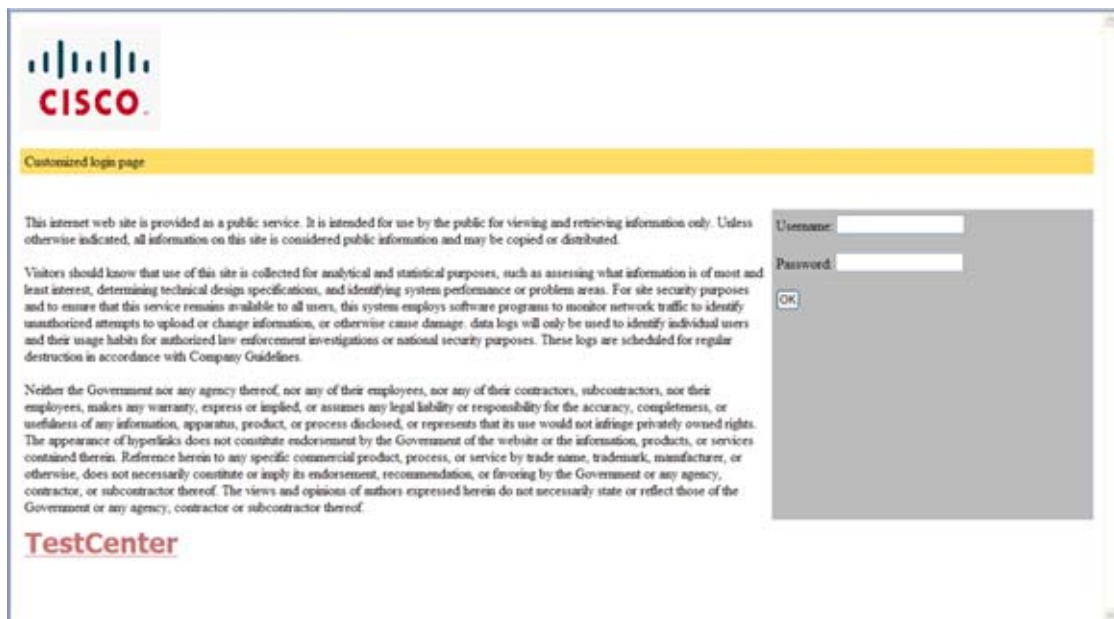 CISCO.
Customized login page
This internet web site is provided as a public service. It is intended for use by the public for viewing and retrieving information only. Unless
otherwise indicated, all information on this site is considered public information and may be copied or distributed.
Username:
Password:
OK
Visitors should know that use of this site is collected for analytical and statistical purposes, such as assessing what information is of most and
least interest, determining technical design specifications, and identifying system performance or problem areas. For site security purposes
and to ensure that this service remains available to all users, this system employs software programs to monitor network traffic to identify
unauthorized attempts to upload or change information, or otherwise cause damage. data logs will only be used to identify individual users
and their usage habits for authorized law enforcement investigations or national security purposes. These logs are scheduled for regular
destruction in accordance with Company Guidelines.
Neither the Government nor any agency thereof, nor any of their employees, nor any of their contractors, subcontractors, nor their
employees, makes any warranty, express or implied, or assumes any legal liability or responsibility for the accuracy, completeness, or
usefulness of any information, apparatus, product, or process disclosed, or represents that its use would not infringe privately owned rights.
The appearance of hyperlinks does not constitute endorsement by the Government of the website or the information, products, or services
contained therein. Reference herein to any specific commercial product, process, or service by trade name, trademark, manufacturer, or
otherwise, does not necessarily constitute or imply its endorsement, recommendation, or favoring by the Government or any agency,
contractor, or subcontractor thereof. The views and opinions of authors expressed herein do not necessarily state or reflect those of the
Government or any agency, contractor or subcontractor thereof.
TestCenter